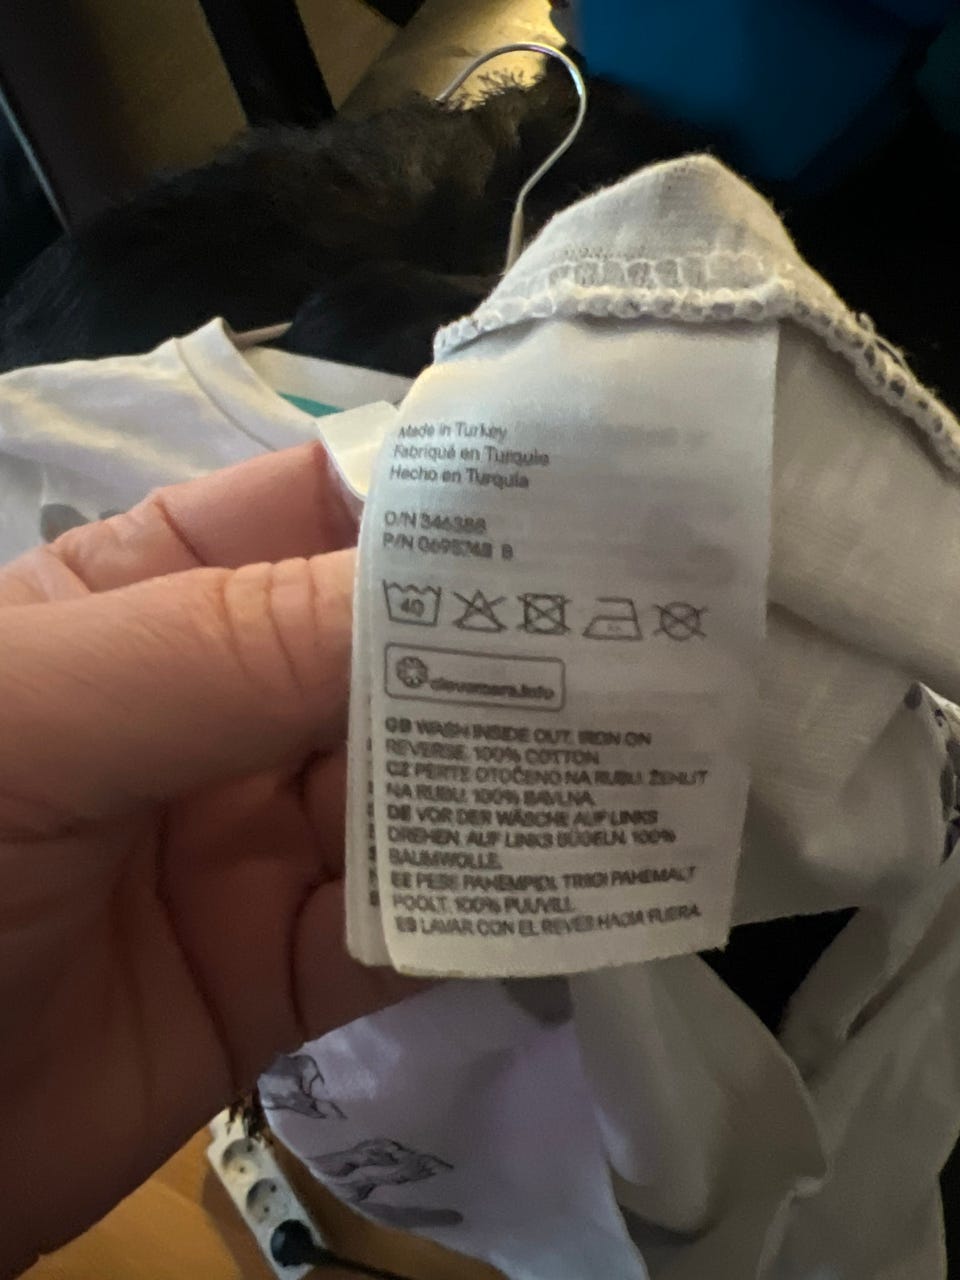 Made in Turkey
Fabriqué en Turquie
Hecho en Turquía
O/N 346388
P/N 0698748 B
40
clevercare.info
GB WASH INSIDE OUT. IRON ON
REVERSE. 100% COTTON
CZ PERTE OTOČENO NA RUBU. ŽEHLIT
NA RUBU. 100% BAVLNA
DE VOR DER WÄSCHE AUF LINKS
DREHEN. AUF LINKS BÜGELN. 100%
BAUMWOLLE.
EE PESE PAHEMPIDI. TRIIGI PAHEMALT
POOLT. 100% PUUVILL
ES LAVAR CON EL REVES HACIA FUERA.